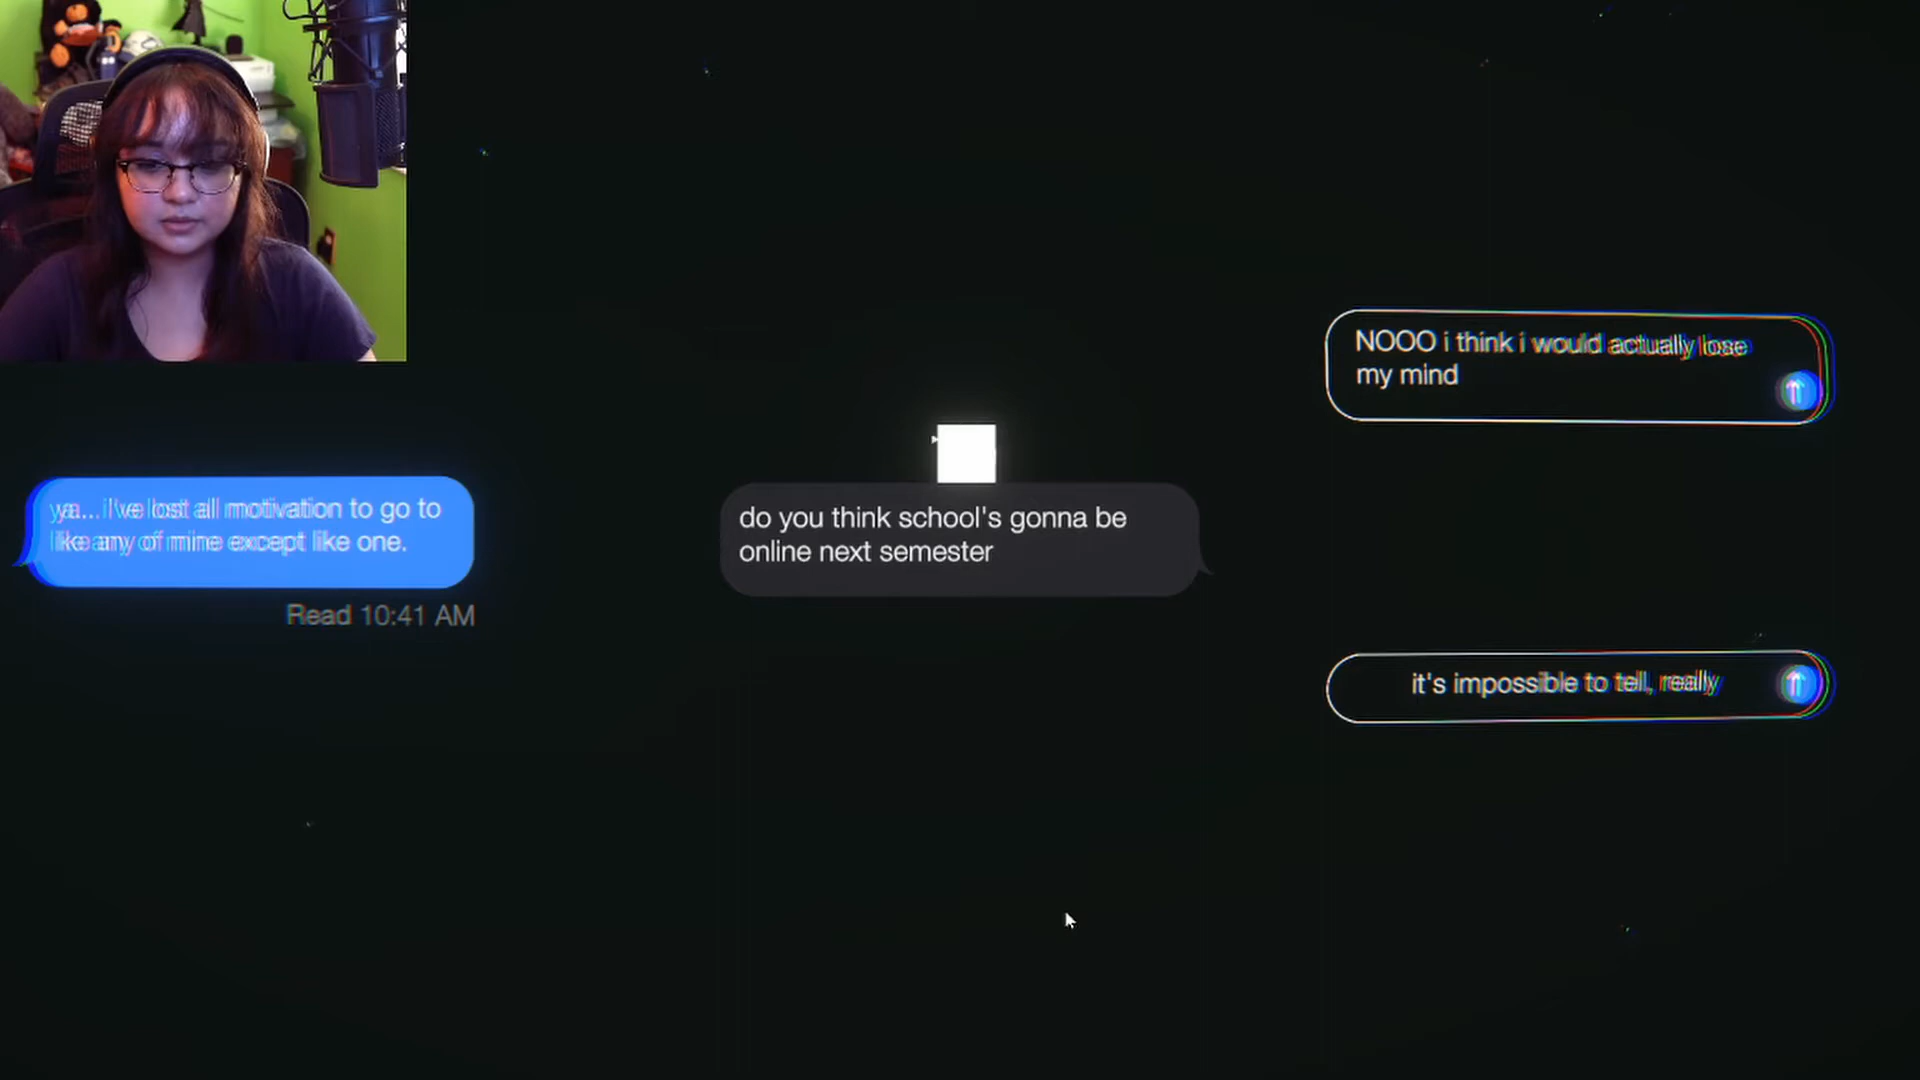 ya... i've lost all motivation to go to
like any of mine except like one.
Read 10:41 AM
do you think school's gonna be
online next semester
NOOO i think i would actually lose
my mind
it's impossible to tell, really